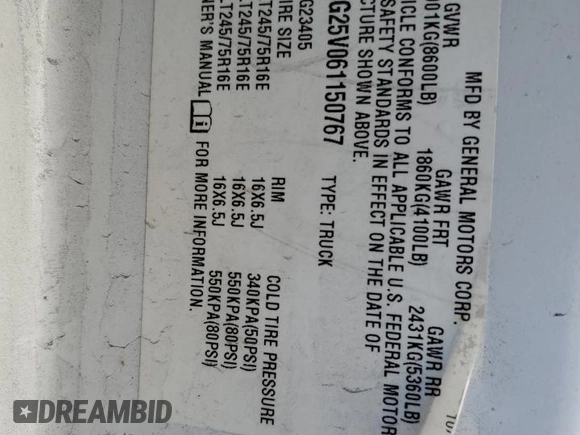 MFD BY GENERAL MOTORS CORP.
GVWR GAWR FRT GAWR RR
001KG(8600LB) 1860KG(4100LB) 2431KG(5360LB)
ICLE CONFORMS TO ALL APPLICABLE U.S. FEDERAL MOTOR
SAFETY STANDARDS IN EFFECT ON THE DATE OF
CTURE SHOWN ABOVE.
G25V061150767 TYPE: TRUCK
G23405
IRE SIZE RIM COLD TIRE PRESSURE
LT245/75R16E 16X6.5J 340KPA(50PSI)
LT245/75R16E 16X6.5J 550KPA(80PSI)
LT245/75R16E 16X6.5J 550KPA(80PSI)
NER'S MANUAL FOR MORE INFORMATION.
DREAMBID